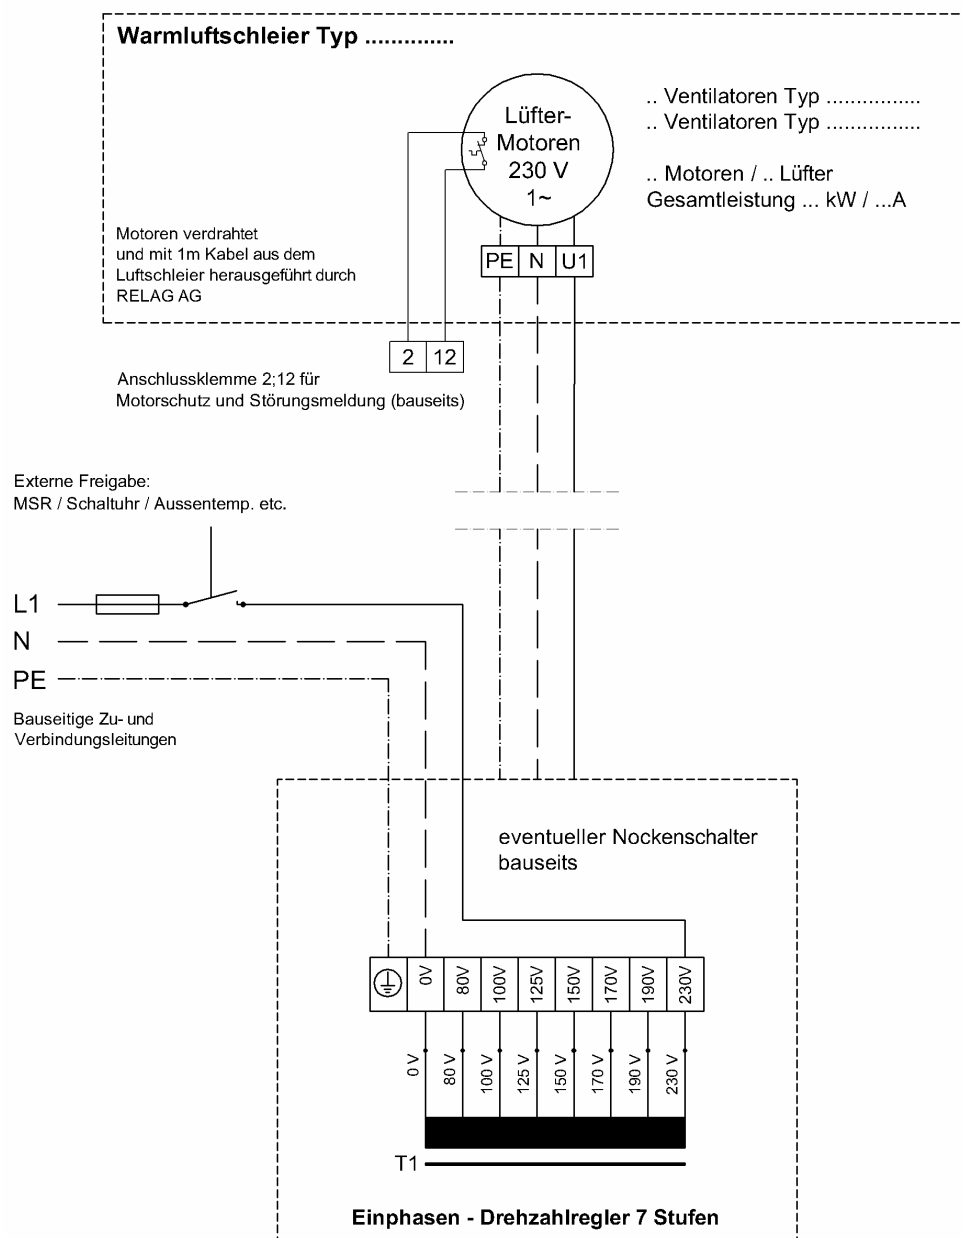 Warmluftschleier Typ ..............
Lüfter-
Motoren
230 V
1~
.. Ventilatoren Typ ................
.. Ventilatoren Typ ................
.. Motoren / .. Lüfter
Gesamtleistung ... kW / ...A
Motoren verdrahtet
und mit 1m Kabel aus dem
Luftschleier herausgeführt durch
RELAG AG
PE N U1
2 12
Anschlussklemme 2;12 für
Motorschutz und Störungsmeldung (bauseits)
Externe Freigabe:
MSR / Schaltuhr / Aussentemp. etc.
L1
N
PE
Bauseitige Zu- und
Verbindungsleitungen
eventueller Nockenschalter
bauseits
0V 80V 100V 125V 150V 170V 190V 230V
0 V 80 V 100 V 125 V 150 V 170 V 190 V 230 V
T1
Einphasen - Drehzahlregler 7 Stufen